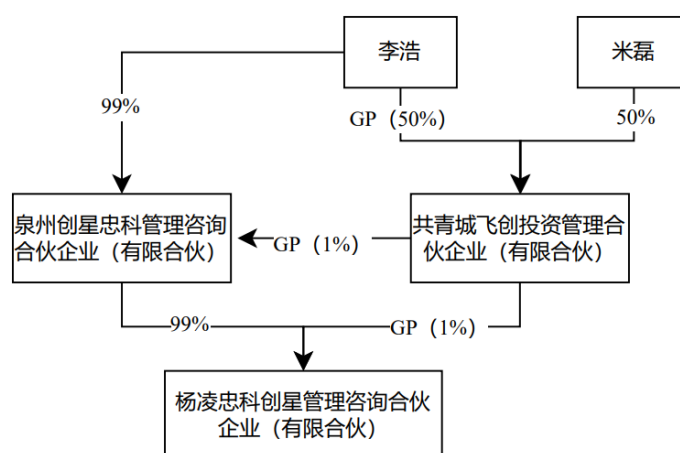 李浩
米磊
99%
GP（50%）
50%
泉州创星忠科管理咨询
合伙企业（有限合伙）
GP（1%）
共青城飞创投资管理合
伙企业（有限合伙）
99%
GP（1%）
杨凌忠科创星管理咨询合伙
企业（有限合伙）